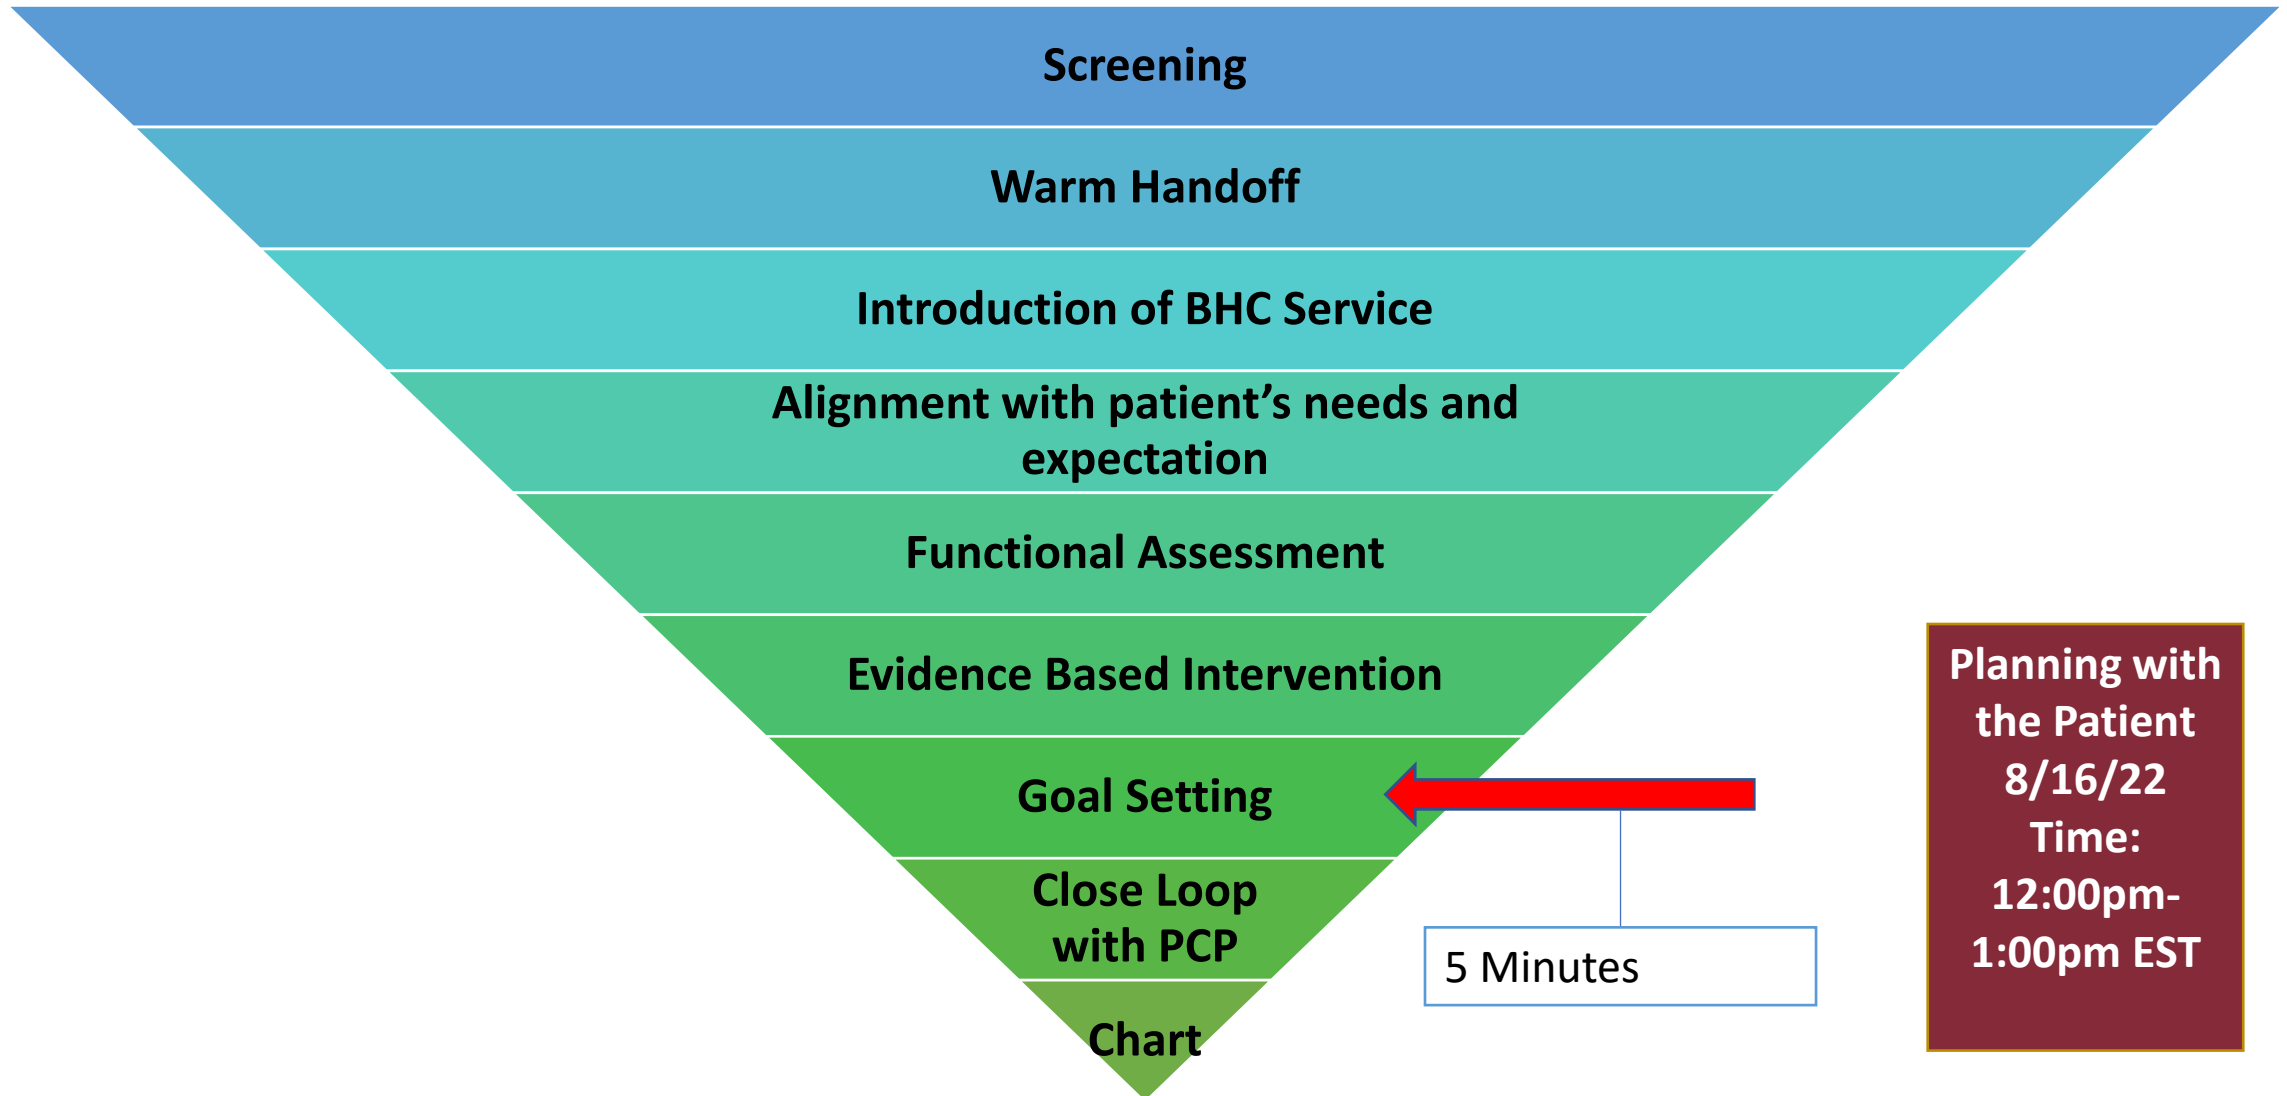 Screening
Warm Handoff
Introduction of BHC Service
Alignment with patient’s needs and
expectation
Functional Assessment
Evidence Based Intervention
Goal Setting
Close Loop
with PCP
Chart
5 Minutes
Planning with
the Patient
8/16/22
Time:
12:00pm-
1:00pm EST